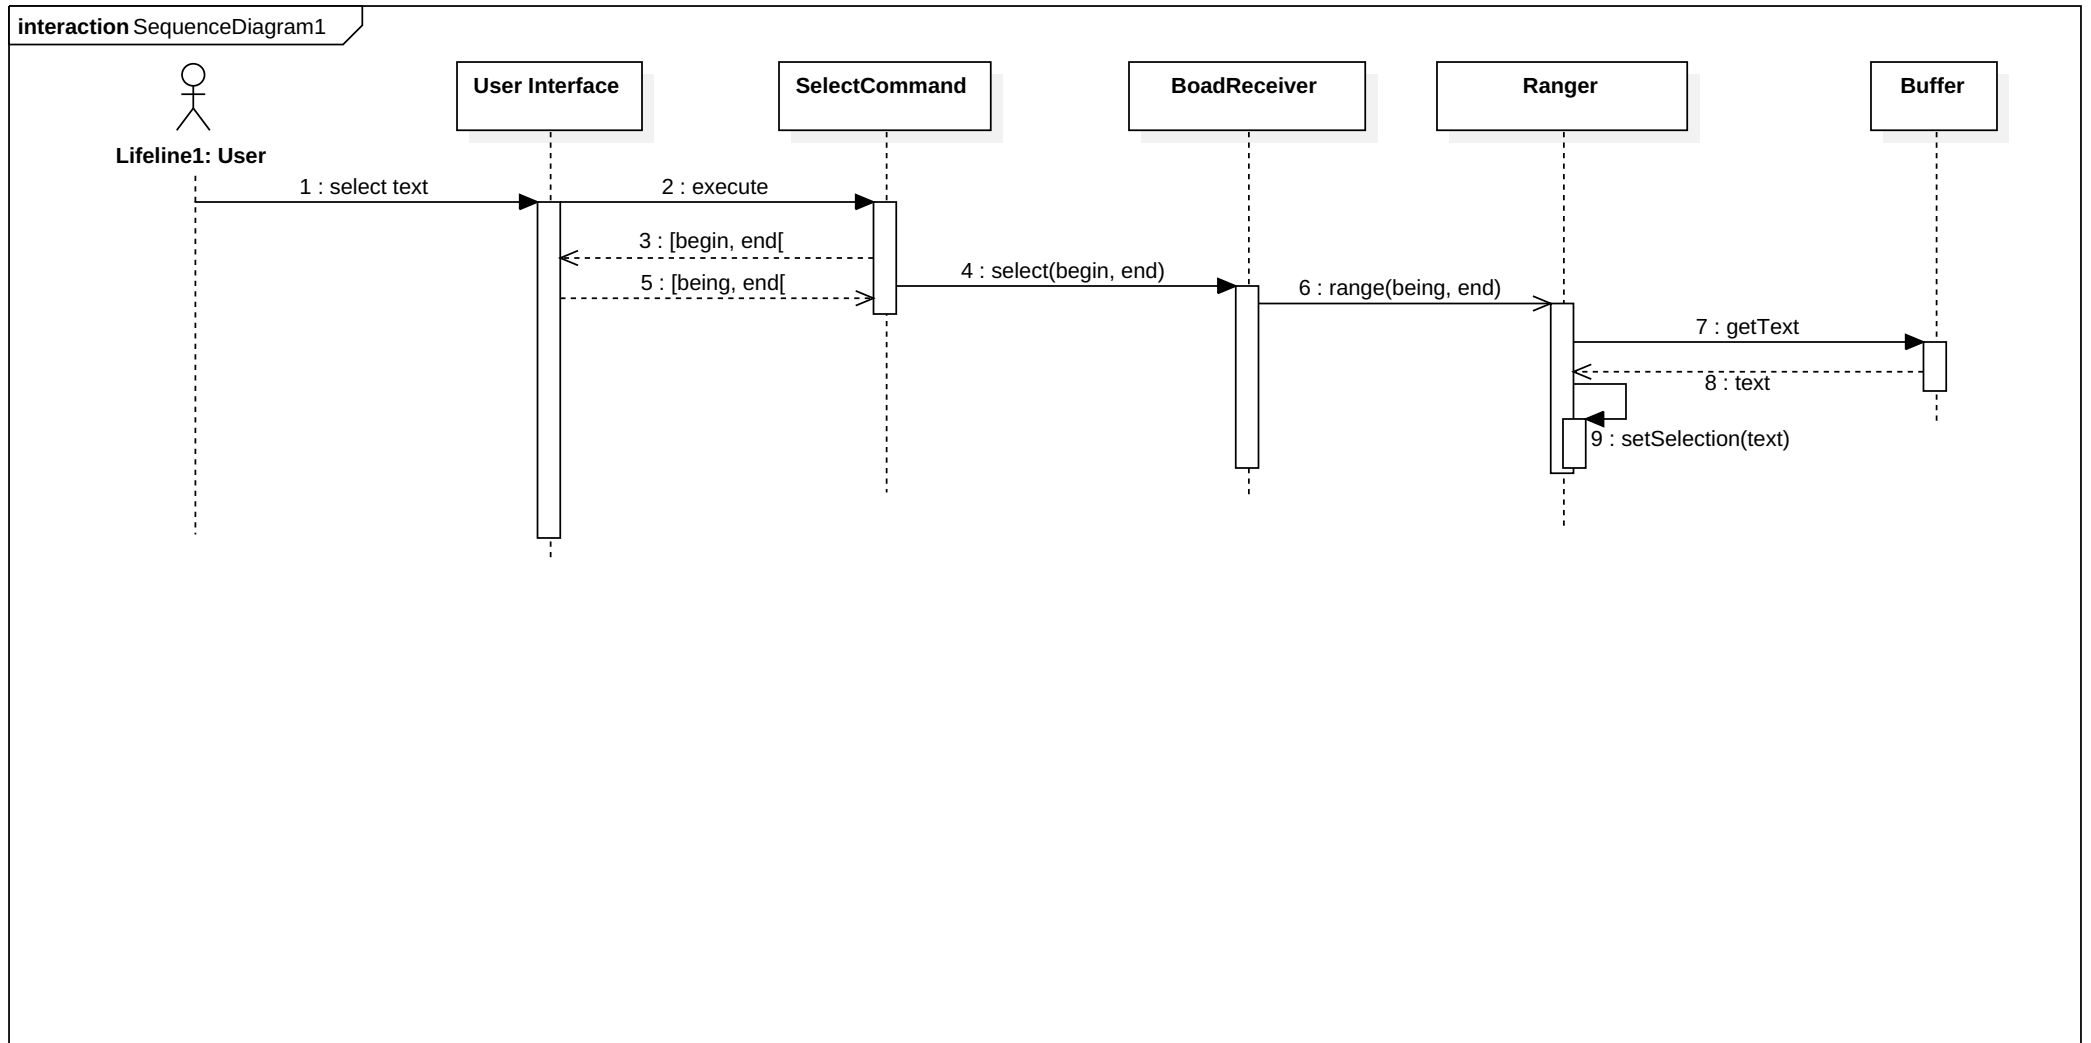 interaction SequenceDiagram1
User Interface
SelectCommand
BoadReceiver
Ranger
Buffer
Lifeline1: User
1 : select text
2 : execute
3 : [begin, end[
4 : select(begin, end)
5 : [being, end[
6 : range(being, end)
7 : getText
8 : text
9 : setSelection(text)